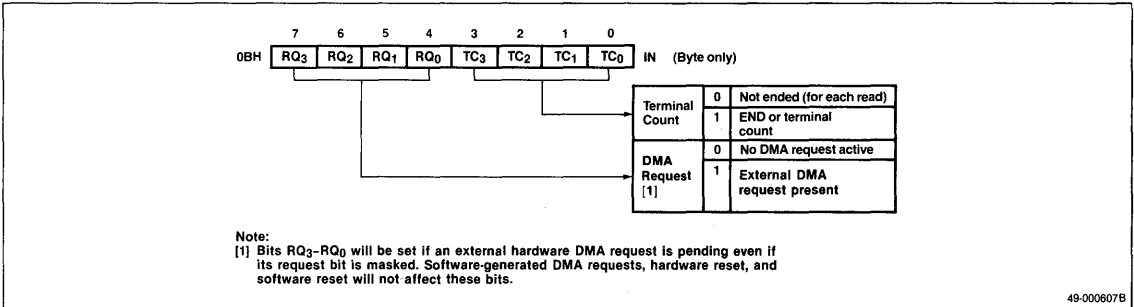 7 6 5 4 3 2 1 0
0BH RQ3 RQ2 RQ1 RQ0 TC3 TC2 TC1 TC0 IN (Byte only)
Terminal Count
0 Not ended (for each read)
1 END or terminal
count
DMA
Request
[1]
0 No DMA request active
1 External DMA
request present
Note:
[1] Bits RQ3–RQ0 will be set if an external hardware DMA request is pending even if
its request bit is masked. Software-generated DMA requests, hardware reset, and
software reset will not affect these bits.
49-000607B